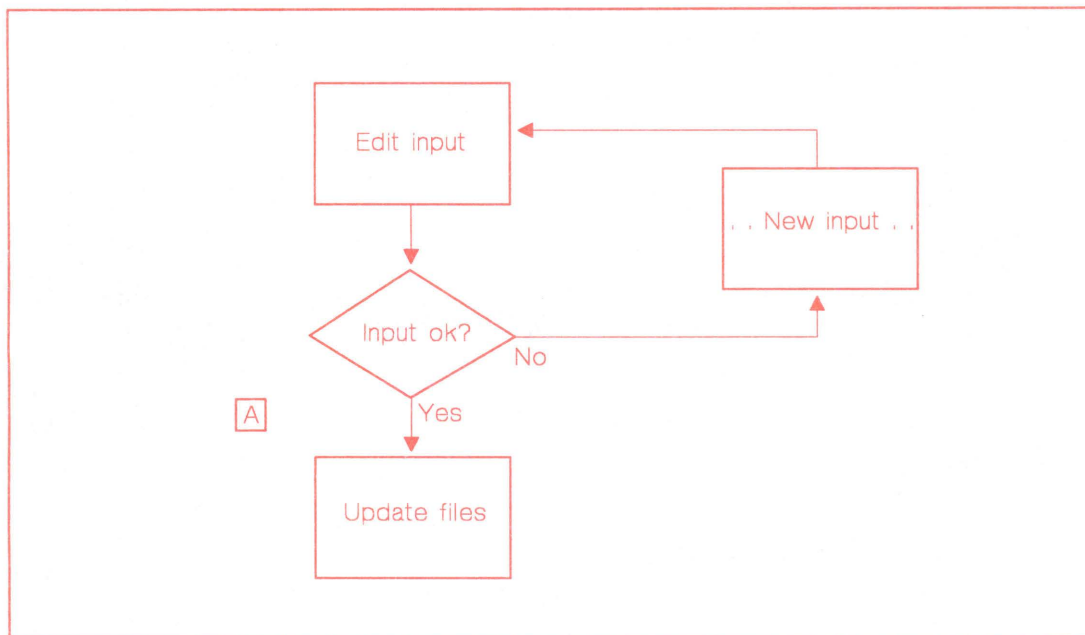 Edit input
. . New input . .
Input ok?
No
Yes
A
Update files